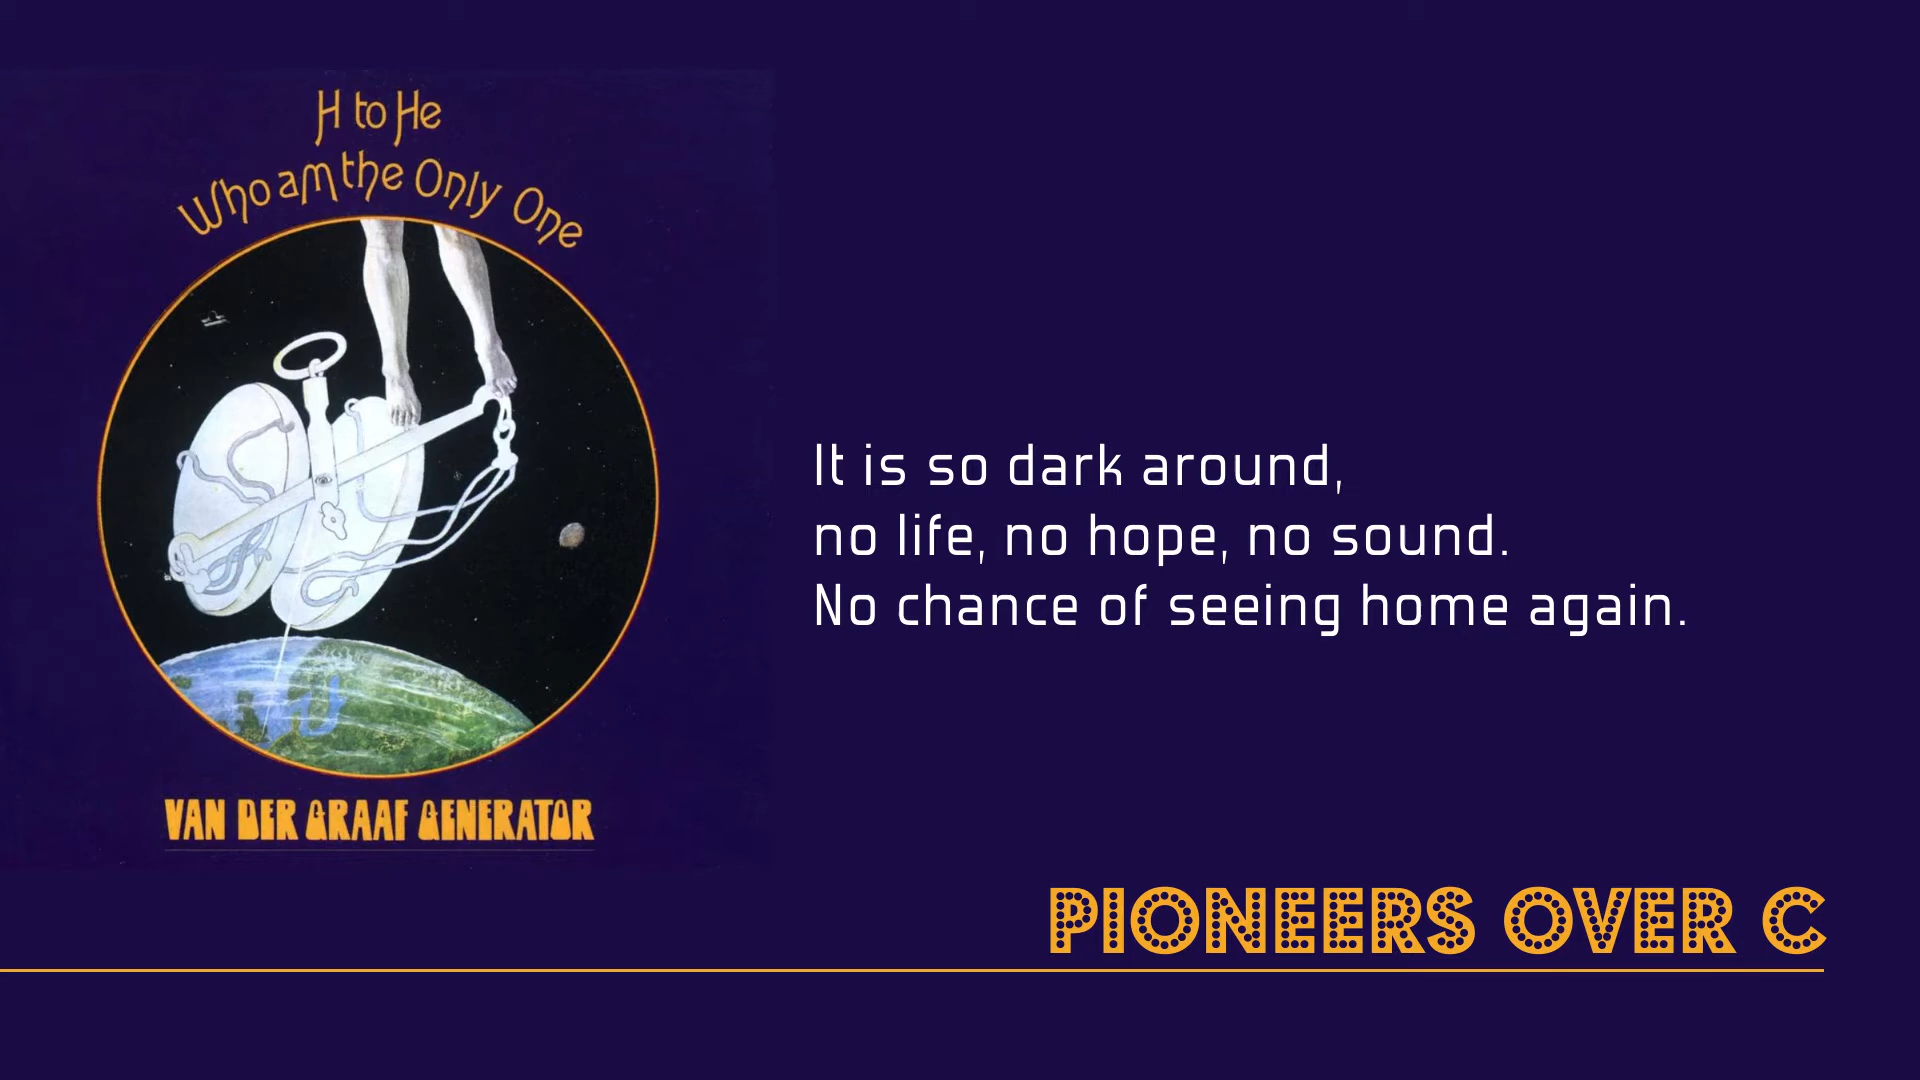 H to He
Who am the Only One
VAN DER GRAAF GENERATOR
It is so dark around,
no life, no hope, no sound.
No chance of seeing home again.
PIONEERS OVER C